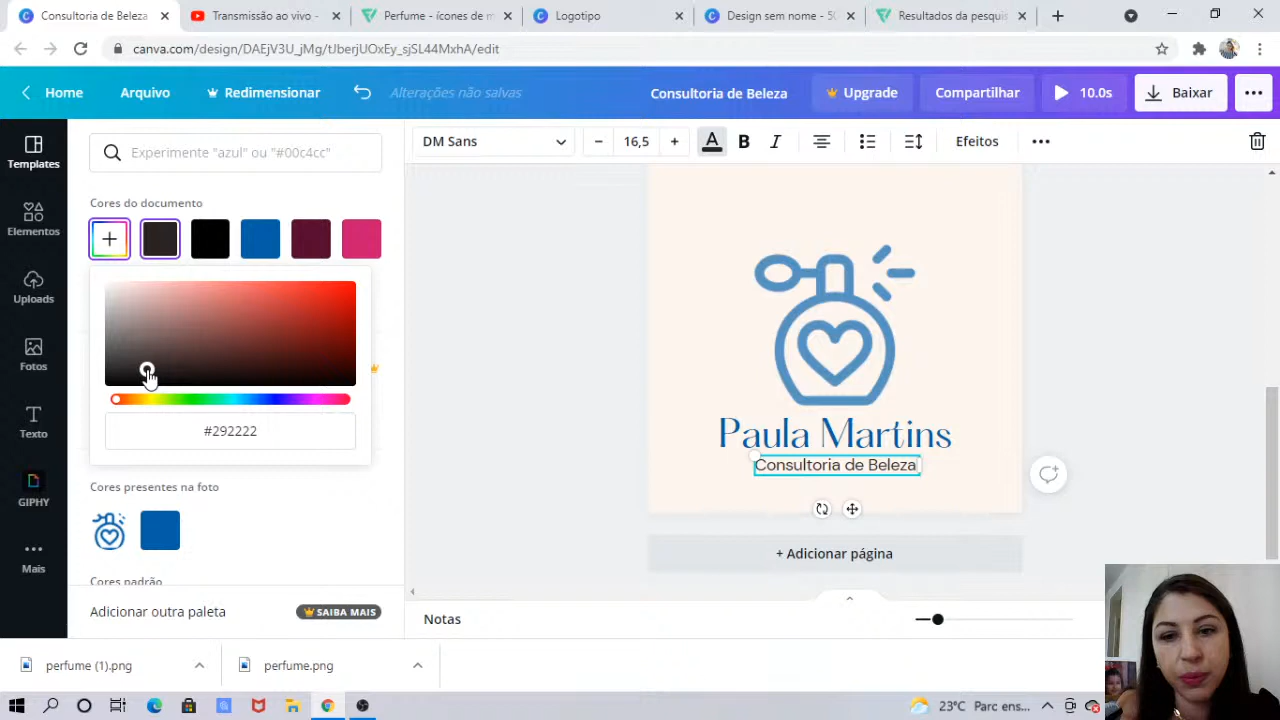 Consultoria de Beleza
Transmissão ao vivo -
Perfume - ícones de m
Logotipo
Design sem nome - 50
Resultados da pesquis
canva.com/design/DAEjV3U_jMg/tJberjUOxEy_sjSL44MxhA/edit
Home
Arquivo
Redimensionar
Alterações não salvas
Consultoria de Beleza
Upgrade
Compartilhar
10.0s
Baixar
Templates
Elementos
Uploads
Fotos
Texto
GIPHY
Mais
Experimente "azul" ou "#00c4cc"
Cores do documento
#292222
Cores presentes na foto
Cores padrão
Adicionar outra paleta
SAIBA MAIS
DM Sans
16,5
A
B
I
Efeitos
Paula Martins
Consultoria de Beleza
+ Adicionar página
Notas
perfume (1).png
perfume.png
23°C Parc ens...